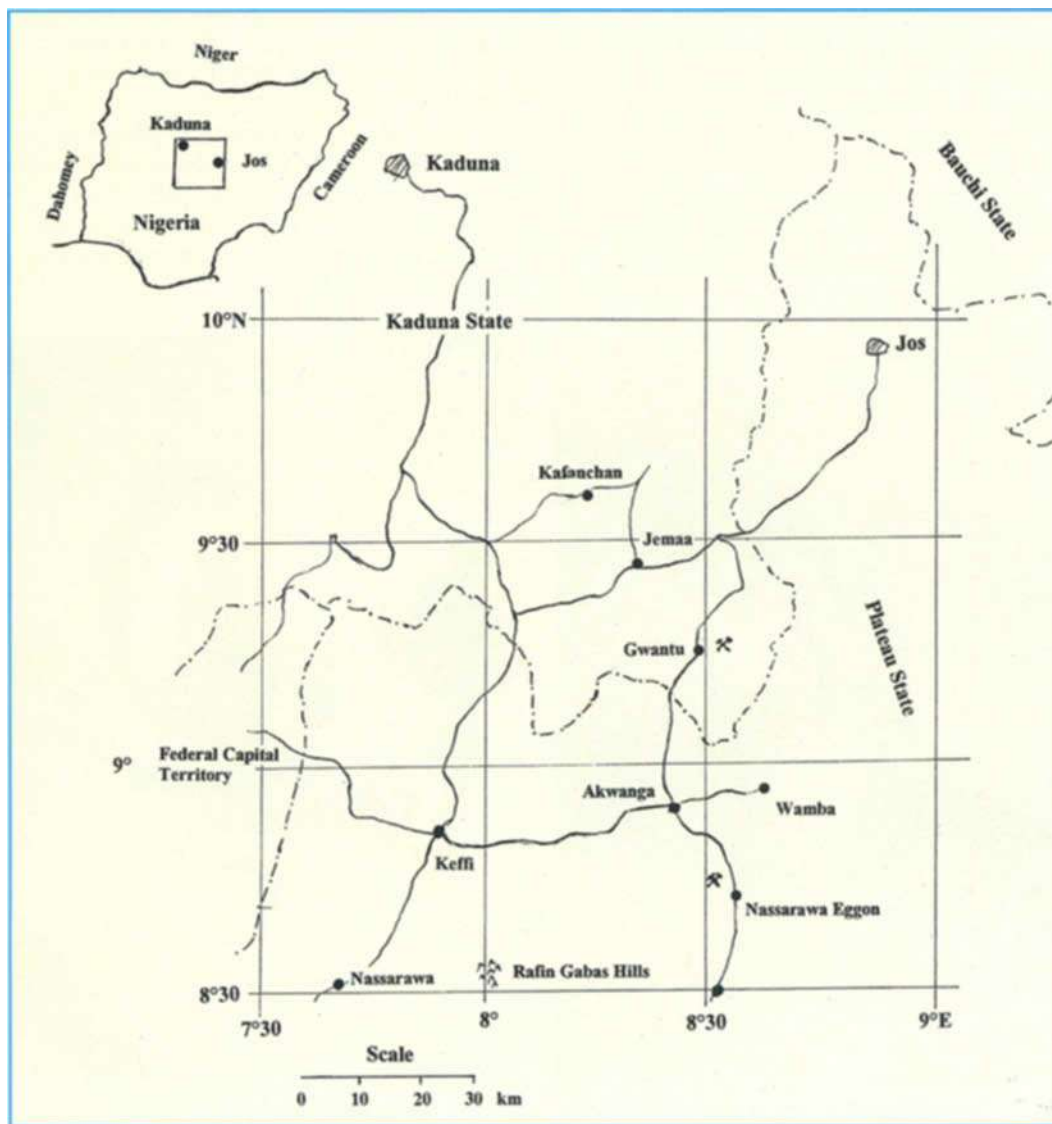 Niger
Kaduna
Jos
Dahomey
Cameroon
Nigeria
Kaduna
Bauchi State
10°N
Kaduna State
Jos
Kafanchan
9°30
Jemaa
Gwantu
Plateau State
9°
Federal Capital
Territory
Akwanga
Wamba
Keffi
Nassarawa Eggon
Nassarawa
Rafin Gabas Hills
8°30
7°30
8°
8°30
9°E
Scale
0 10 20 30 km